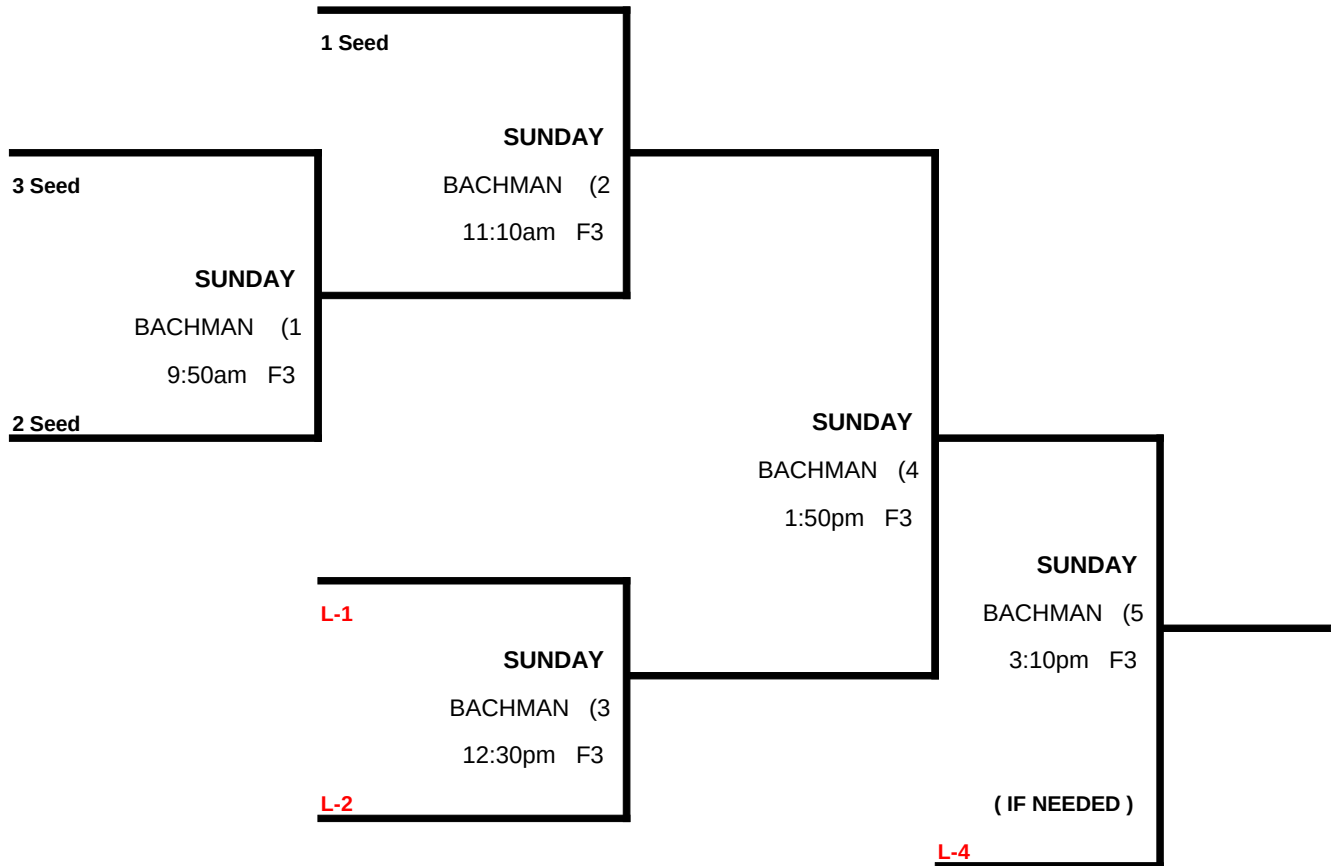 1 Seed
SUNDAY
BACHMAN (2
11:10am F3
3 Seed
SUNDAY
BACHMAN (1
9:50am F3
2 Seed
SUNDAY
BACHMAN (4
1:50pm F3
L-1
SUNDAY
BACHMAN (3
12:30pm F3
L-2
SUNDAY
BACHMAN (5
3:10pm F3
( IF NEEDED )
L-4